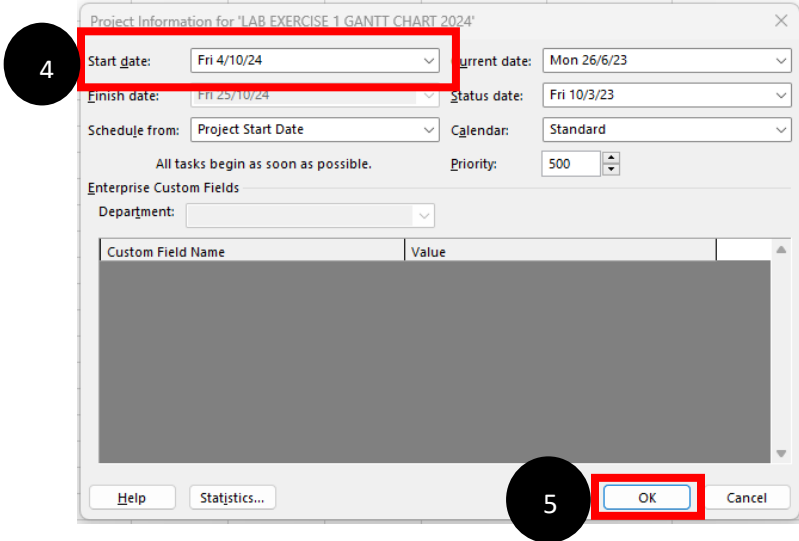 Project Information for 'LAB EXERCISE 1 GANTT CHART 2024'
4
Start date: Fri 4/10/24 Current date: Mon 26/6/23
Finish date: Fri 25/10/24 Status date: Fri 10/3/23
Schedule from: Project Start Date Calendar: Standard
All tasks begin as soon as possible. Priority: 500
Enterprise Custom Fields
Department:
Custom Field Name Value
Help Statistics... OK Cancel
5